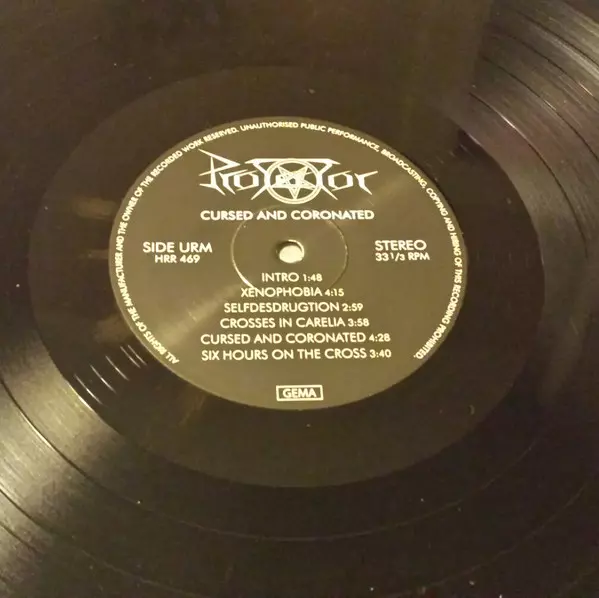 ALL RIGHTS OF THE MANUFACTURER AND THE OWNER OF THE RECORDED WORK RESERVED. UNAUTHORISED PUBLIC PERFORMANCE, BROADCASTING, COPYING AND HIRING OF THIS RECORDING PROHIBITED.
Protector
CURSED AND CORONATED
SIDE URM
HRR 469
STEREO
33 1/3 RPM
INTRO 1:48
XENOPHOBIA 4:15
SELFDESDRUGTION 2:59
CROSSES IN CARELIA 3:58
CURSED AND CORONATED 4:28
SIX HOURS ON THE CROSS 3:40
GEMA